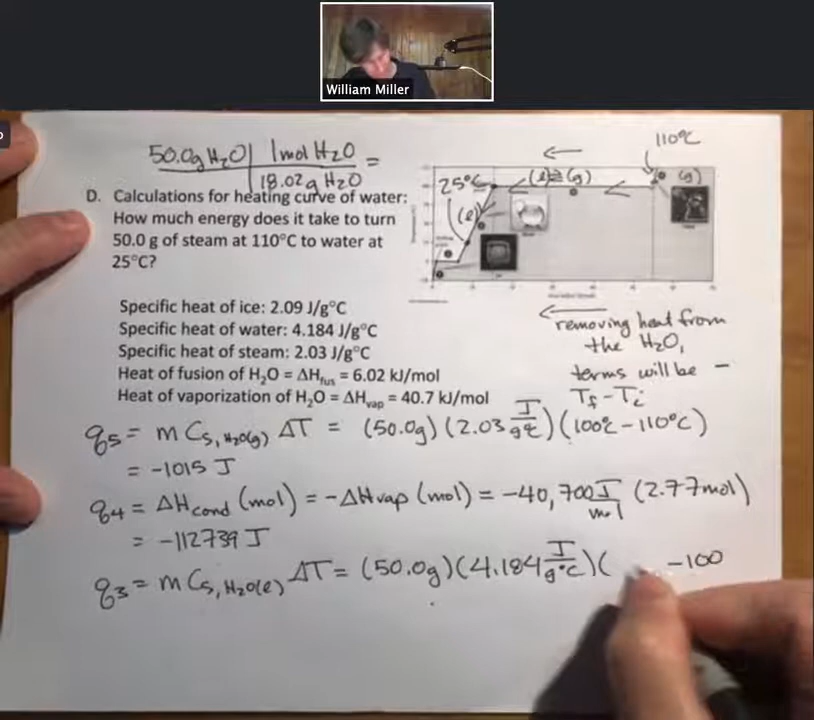 William Miller
50.0g H2O | 1 mol H2O =
18.02 g H2O
110°C
25°C
(l)⇌(g)
(g)
(l)
D. Calculations for heating curve of water:
How much energy does it take to turn
50.0 g of steam at 110°C to water at
25°C?
Specific heat of ice: 2.09 J/g°C
Specific heat of water: 4.184 J/g°C
Specific heat of steam: 2.03 J/g°C
Heat of fusion of H₂O = ΔHfus = 6.02 kJ/mol
Heat of vaporization of H₂O = ΔHvap = 40.7 kJ/mol
removing heat from
the H2O,
terms will be –
Tf - Ti
q5 = m Cs, H2O(g) ΔT = (50.0g)(2.03 J/g°C)(100°C - 110°C)
= -1015 J
q4 = ΔHcond (mol) = -ΔHvap (mol) = -40,700 J/mol (2.77mol)
= -112739 J
q3 = m Cs, H2O(l) ΔT = (50.0g)(4.184 J/g°C)( -100